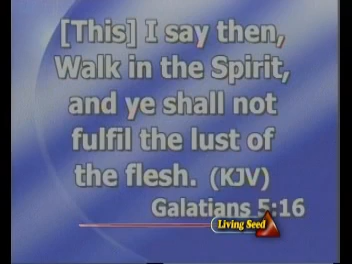 [This] I say then,
Walk in the Spirit,
and ye shall not
fulfil the lust of
the flesh. (KJV)
Galatians 5:16
Living Seed